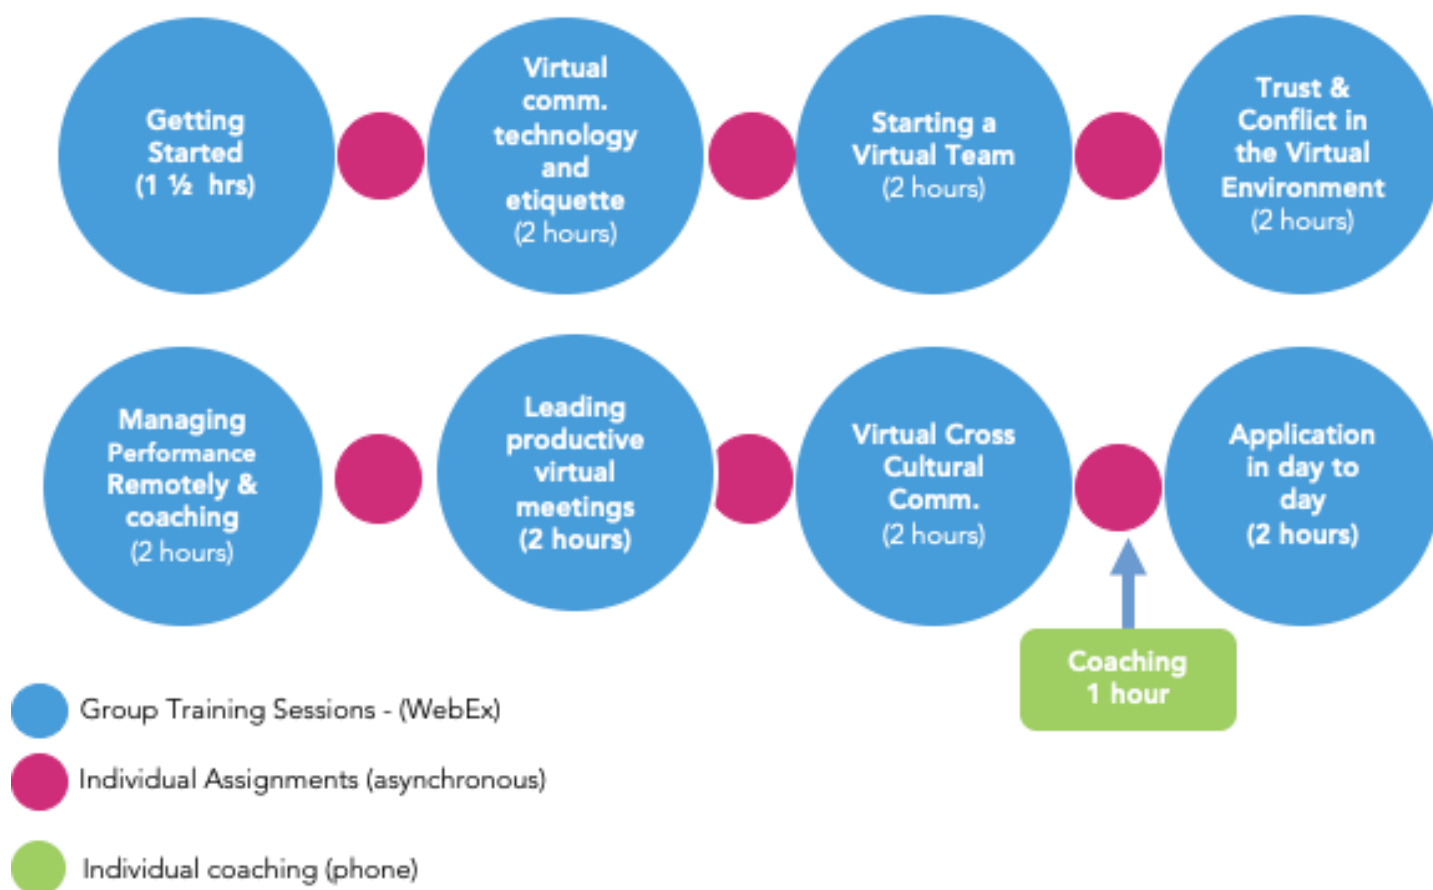 Getting
Started
(1 ½ hrs)
Virtual
comm.
technology
and
etiquette
(2 hours)
Starting a
Virtual Team
(2 hours)
Trust &
Conflict in
the Virtual
Environment
(2 hours)
Managing
Performance
Remotely &
coaching
(2 hours)
Leading
productive
virtual
meetings
(2 hours)
Virtual Cross
Cultural
Comm.
(2 hours)
Application
in day to
day
(2 hours)
Coaching
1 hour
Group Training Sessions - (WebEx)
Individual Assignments (asynchronous)
Individual coaching (phone)